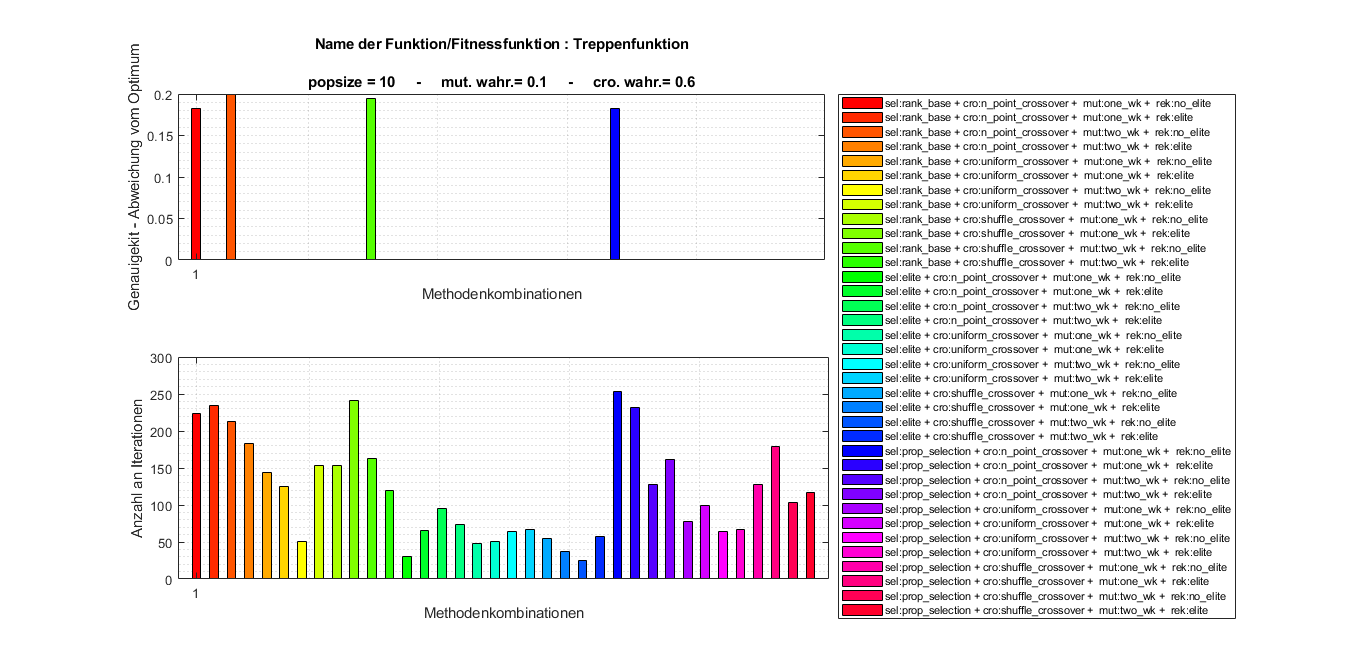 Name der Funktion/Fitnessfunktion : Treppenfunktion
popsize = 10 - mut. wahr.= 0.1 - cro. wahr.= 0.6
Genauigekit - Abweichung vom Optimum
0.2
0.15
0.1
0.05
0
1
Methodenkombinationen
Anzahl an Iterationen
300
250
200
150
100
50
0
1
Methodenkombinationen
sel:rank_base + cro:n_point_crossover + mut:one_wk + rek:no_elite
sel:rank_base + cro:n_point_crossover + mut:one_wk + rek:elite
sel:rank_base + cro:n_point_crossover + mut:two_wk + rek:no_elite
sel:rank_base + cro:n_point_crossover + mut:two_wk + rek:elite
sel:rank_base + cro:uniform_crossover + mut:one_wk + rek:no_elite
sel:rank_base + cro:uniform_crossover + mut:one_wk + rek:elite
sel:rank_base + cro:uniform_crossover + mut:two_wk + rek:no_elite
sel:rank_base + cro:uniform_crossover + mut:two_wk + rek:elite
sel:rank_base + cro:shuffle_crossover + mut:one_wk + rek:no_elite
sel:rank_base + cro:shuffle_crossover + mut:one_wk + rek:elite
sel:rank_base + cro:shuffle_crossover + mut:two_wk + rek:no_elite
sel:rank_base + cro:shuffle_crossover + mut:two_wk + rek:elite
sel:elite + cro:n_point_crossover + mut:one_wk + rek:no_elite
sel:elite + cro:n_point_crossover + mut:one_wk + rek:elite
sel:elite + cro:n_point_crossover + mut:two_wk + rek:no_elite
sel:elite + cro:n_point_crossover + mut:two_wk + rek:elite
sel:elite + cro:uniform_crossover + mut:one_wk + rek:no_elite
sel:elite + cro:uniform_crossover + mut:one_wk + rek:elite
sel:elite + cro:uniform_crossover + mut:two_wk + rek:no_elite
sel:elite + cro:uniform_crossover + mut:two_wk + rek:elite
sel:elite + cro:shuffle_crossover + mut:one_wk + rek:no_elite
sel:elite + cro:shuffle_crossover + mut:one_wk + rek:elite
sel:elite + cro:shuffle_crossover + mut:two_wk + rek:no_elite
sel:elite + cro:shuffle_crossover + mut:two_wk + rek:elite
sel:prop_selection + cro:n_point_crossover + mut:one_wk + rek:no_elite
sel:prop_selection + cro:n_point_crossover + mut:one_wk + rek:elite
sel:prop_selection + cro:n_point_crossover + mut:two_wk + rek:no_elite
sel:prop_selection + cro:n_point_crossover + mut:two_wk + rek:elite
sel:prop_selection + cro:uniform_crossover + mut:one_wk + rek:no_elite
sel:prop_selection + cro:uniform_crossover + mut:one_wk + rek:elite
sel:prop_selection + cro:uniform_crossover + mut:two_wk + rek:no_elite
sel:prop_selection + cro:uniform_crossover + mut:two_wk + rek:elite
sel:prop_selection + cro:shuffle_crossover + mut:one_wk + rek:no_elite
sel:prop_selection + cro:shuffle_crossover + mut:one_wk + rek:elite
sel:prop_selection + cro:shuffle_crossover + mut:two_wk + rek:no_elite
sel:prop_selection + cro:shuffle_crossover + mut:two_wk + rek:elite